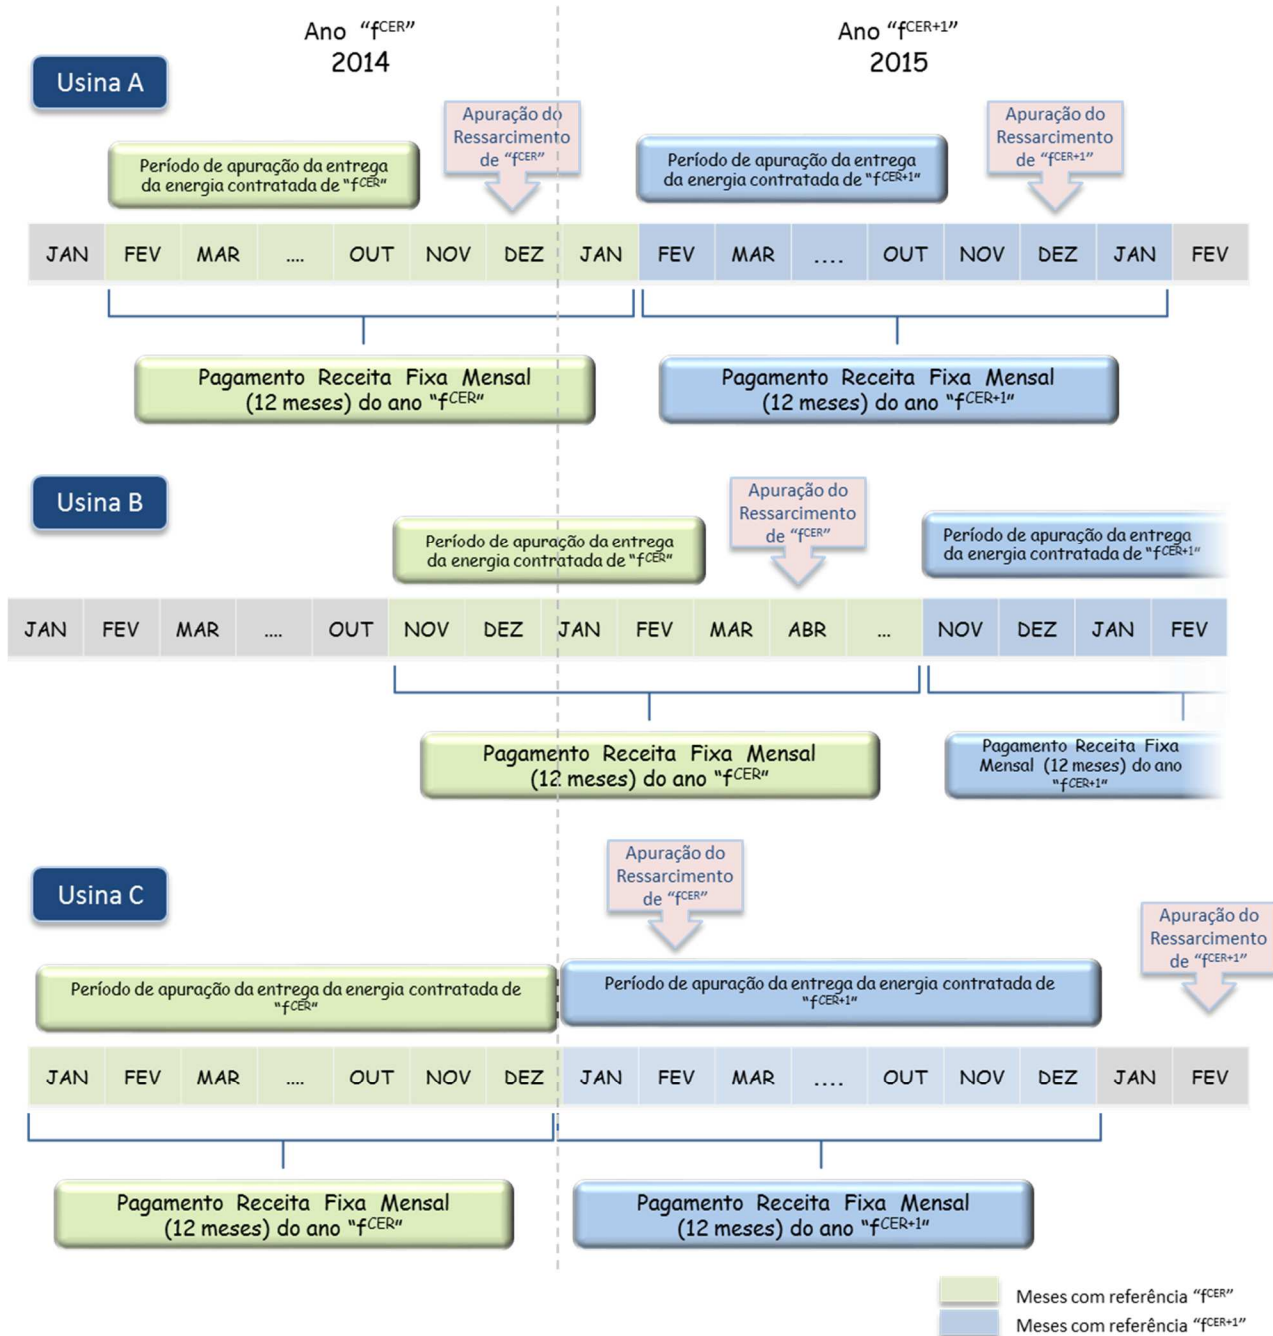 Ano “fCER”
2014
Ano “fCER+1”
2015
Usina A
Apuração do
Ressarcimento
de “fCER”
Apuração do
Ressarcimento
de “fCER+1”
Período de apuração da entrega
da energia contratada de “fCER”
Período de apuração da entrega
da energia contratada de “fCER+1”
JAN FEV MAR .... OUT NOV DEZ JAN FEV MAR .... OUT NOV DEZ JAN FEV
Pagamento Receita Fixa Mensal
(12 meses) do ano “fCER”
Pagamento Receita Fixa Mensal
(12 meses) do ano “fCER+1”
Usina B
Apuração do
Ressarcimento
de “fCER”
Período de apuração da entrega
da energia contratada de “fCER”
Período de apuração da entrega
da energia contratada de “fCER+1”
JAN FEV MAR .... OUT NOV DEZ JAN FEV MAR ABR ... NOV DEZ JAN FEV
Pagamento Receita Fixa Mensal
(12 meses) do ano “fCER”
Pagamento Receita Fixa
Mensal (12 meses) do ano
“fCER+1”
Usina C
Apuração do
Ressarcimento
de “fCER”
Apuração do
Ressarcimento
de “fCER+1”
Período de apuração da entrega da energia contratada de
“fCER”
Período de apuração da entrega da energia contratada de
“fCER+1”
JAN FEV MAR .... OUT NOV DEZ JAN FEV MAR .... OUT NOV DEZ JAN FEV
Pagamento Receita Fixa Mensal
(12 meses) do ano “fCER”
Pagamento Receita Fixa Mensal
(12 meses) do ano “fCER+1”
Meses com referência “fCER”
Meses com referência “fCER+1”